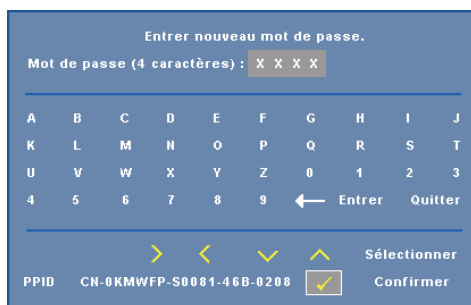 Entrer nouveau mot de passe.
Mot de passe (4 caractères) : X X X X
A B C D E F G H I J
K L M N O P Q R S T
U V W X Y Z 0 1 2 3
4 5 6 7 8 9 ← Entrer Quitter
> < ∨ ∧ Sélectionner
PPID CN-0KMWFP-S0081-46B-0208 ✓ Confirmer